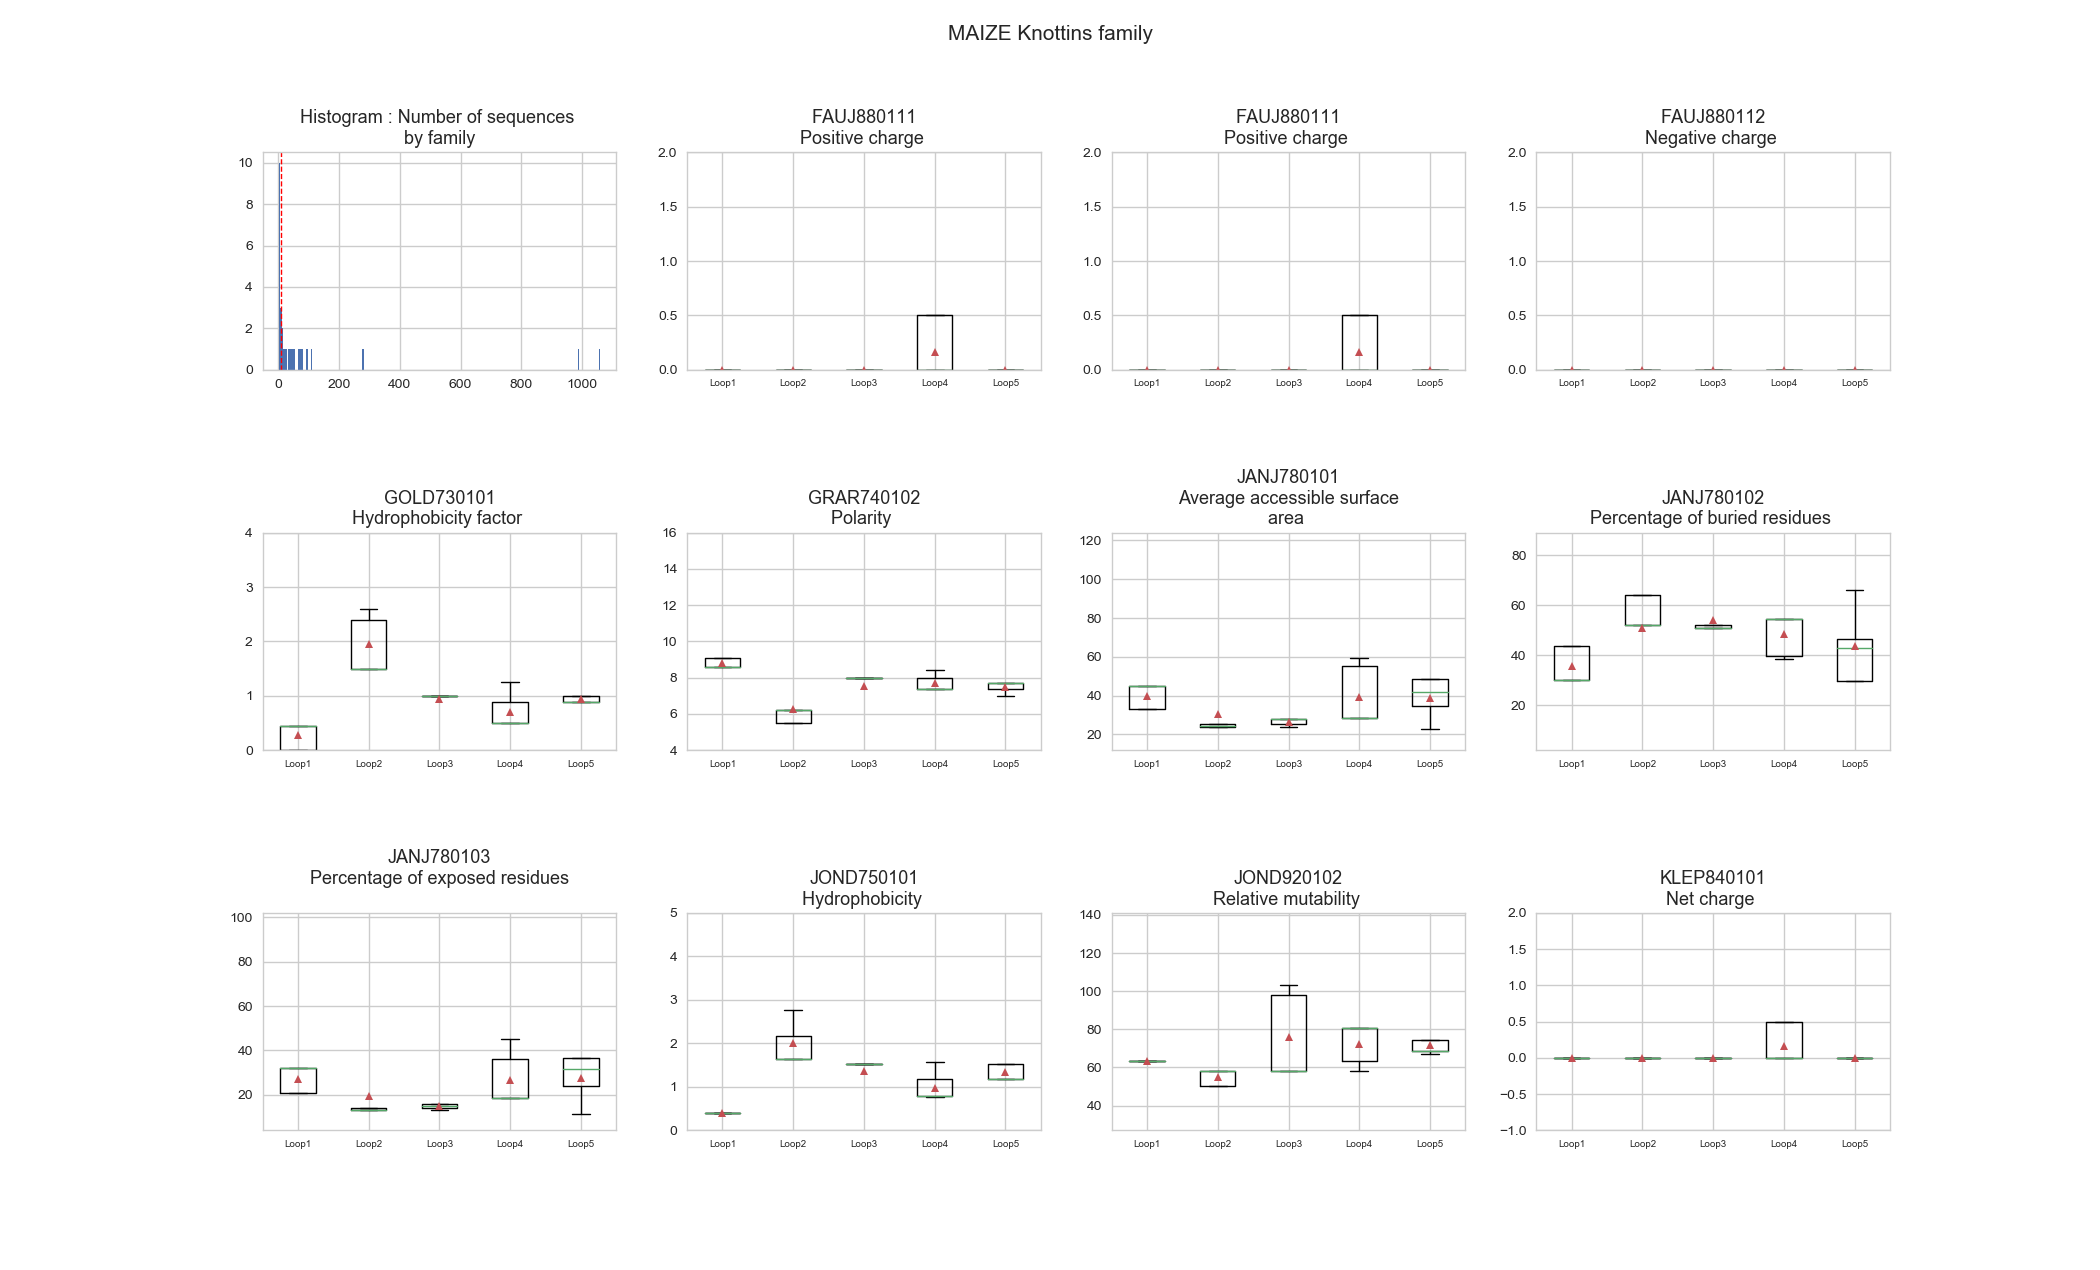 MAIZE Knottins family
Histogram : Number of sequences
by family
10
8
6
4
2
0
0 200 400 600 800 1000
FAUJ880111
Positive charge
2.0
1.5
1.0
0.5
0.0
Loop1 Loop2 Loop3 Loop4 Loop5
FAUJ880111
Positive charge
2.0
1.5
1.0
0.5
0.0
Loop1 Loop2 Loop3 Loop4 Loop5
FAUJ880112
Negative charge
2.0
1.5
1.0
0.5
0.0
Loop1 Loop2 Loop3 Loop4 Loop5
GOLD730101
Hydrophobicity factor
4
3
2
1
0
Loop1 Loop2 Loop3 Loop4 Loop5
GRAR740102
Polarity
16
14
12
10
8
6
4
Loop1 Loop2 Loop3 Loop4 Loop5
JANJ780101
Average accessible surface
area
120
100
80
60
40
20
Loop1 Loop2 Loop3 Loop4 Loop5
JANJ780102
Percentage of buried residues
80
60
40
20
Loop1 Loop2 Loop3 Loop4 Loop5
JANJ780103
Percentage of exposed residues
100
80
60
40
20
Loop1 Loop2 Loop3 Loop4 Loop5
JOND750101
Hydrophobicity
5
4
3
2
1
0
Loop1 Loop2 Loop3 Loop4 Loop5
JOND920102
Relative mutability
140
120
100
80
60
40
Loop1 Loop2 Loop3 Loop4 Loop5
KLEP840101
Net charge
2.0
1.5
1.0
0.5
0.0
−0.5
−1.0
Loop1 Loop2 Loop3 Loop4 Loop5